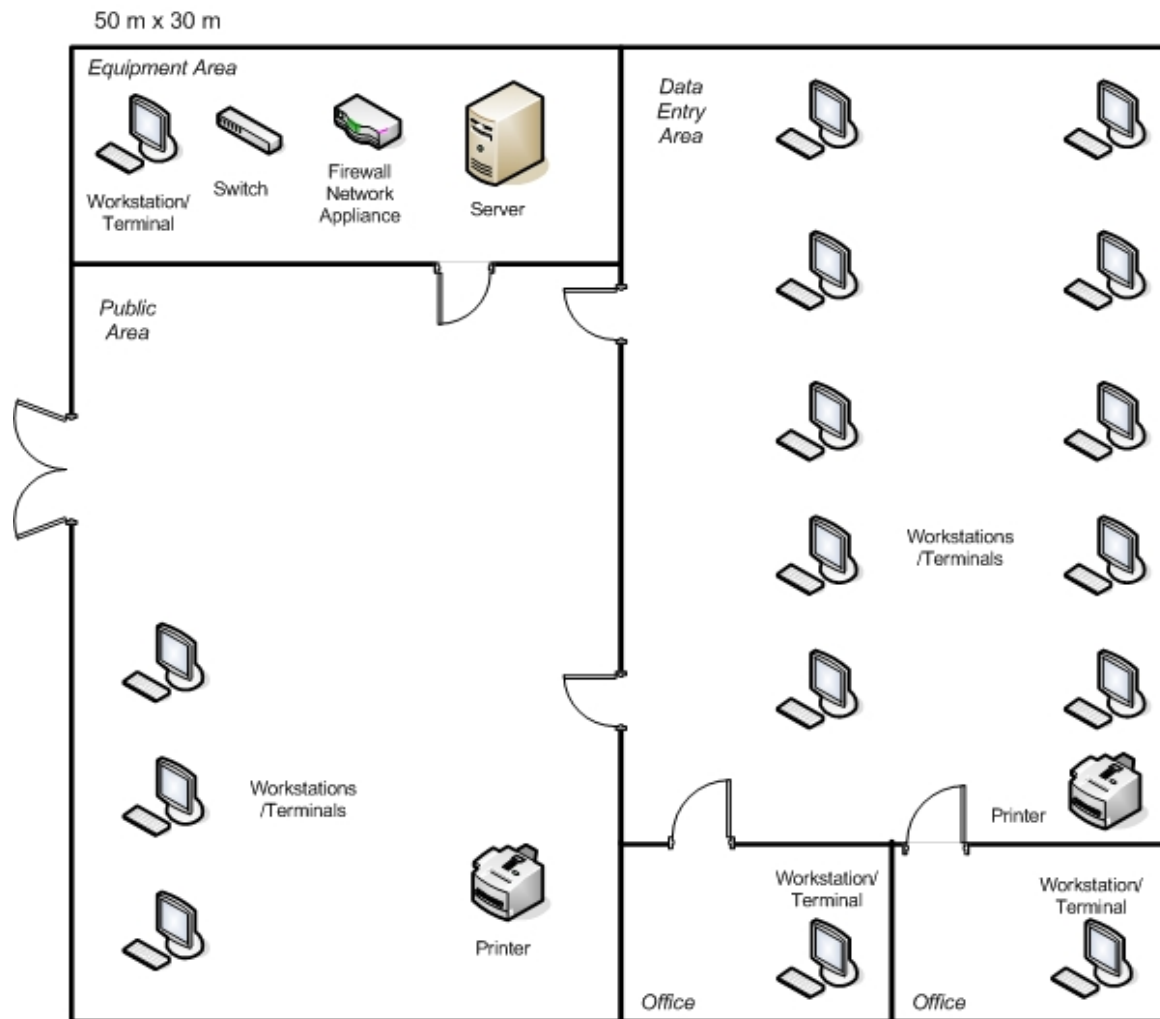 50 m x 30 m
Equipment Area
Workstation/
Terminal
Switch
Firewall
Network
Appliance
Server
Data
Entry
Area
Public
Area
Workstations
/Terminals
Workstations
/Terminals
Printer
Printer
Workstation/
Terminal
Office
Workstation/
Terminal
Office